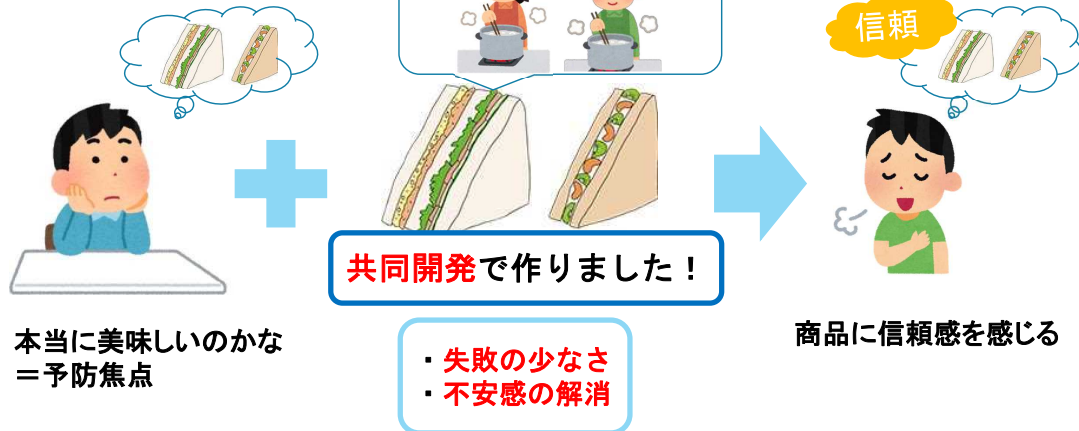 信頼
共同開発で作りました！
本当に美味しいのかな
＝予防焦点
・失敗の少なさ
・不安感の解消
商品に信頼感を感じる